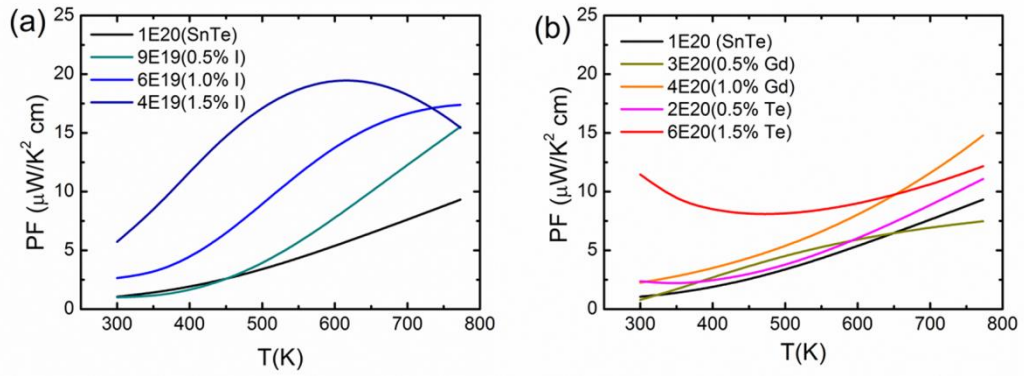 (a)
1E20(SnTe)
9E19(0.5% I)
6E19(1.0% I)
4E19(1.5% I)
PF (μW/K² cm)
25
20
15
10
5
0
300 400 500 600 700 800
T(K)
(b)
1E20 (SnTe)
3E20(0.5% Gd)
4E20(1.0% Gd)
2E20(0.5% Te)
6E20(1.5% Te)
PF (μW/K² cm)
25
20
15
10
5
0
300 400 500 600 700 800
T(K)